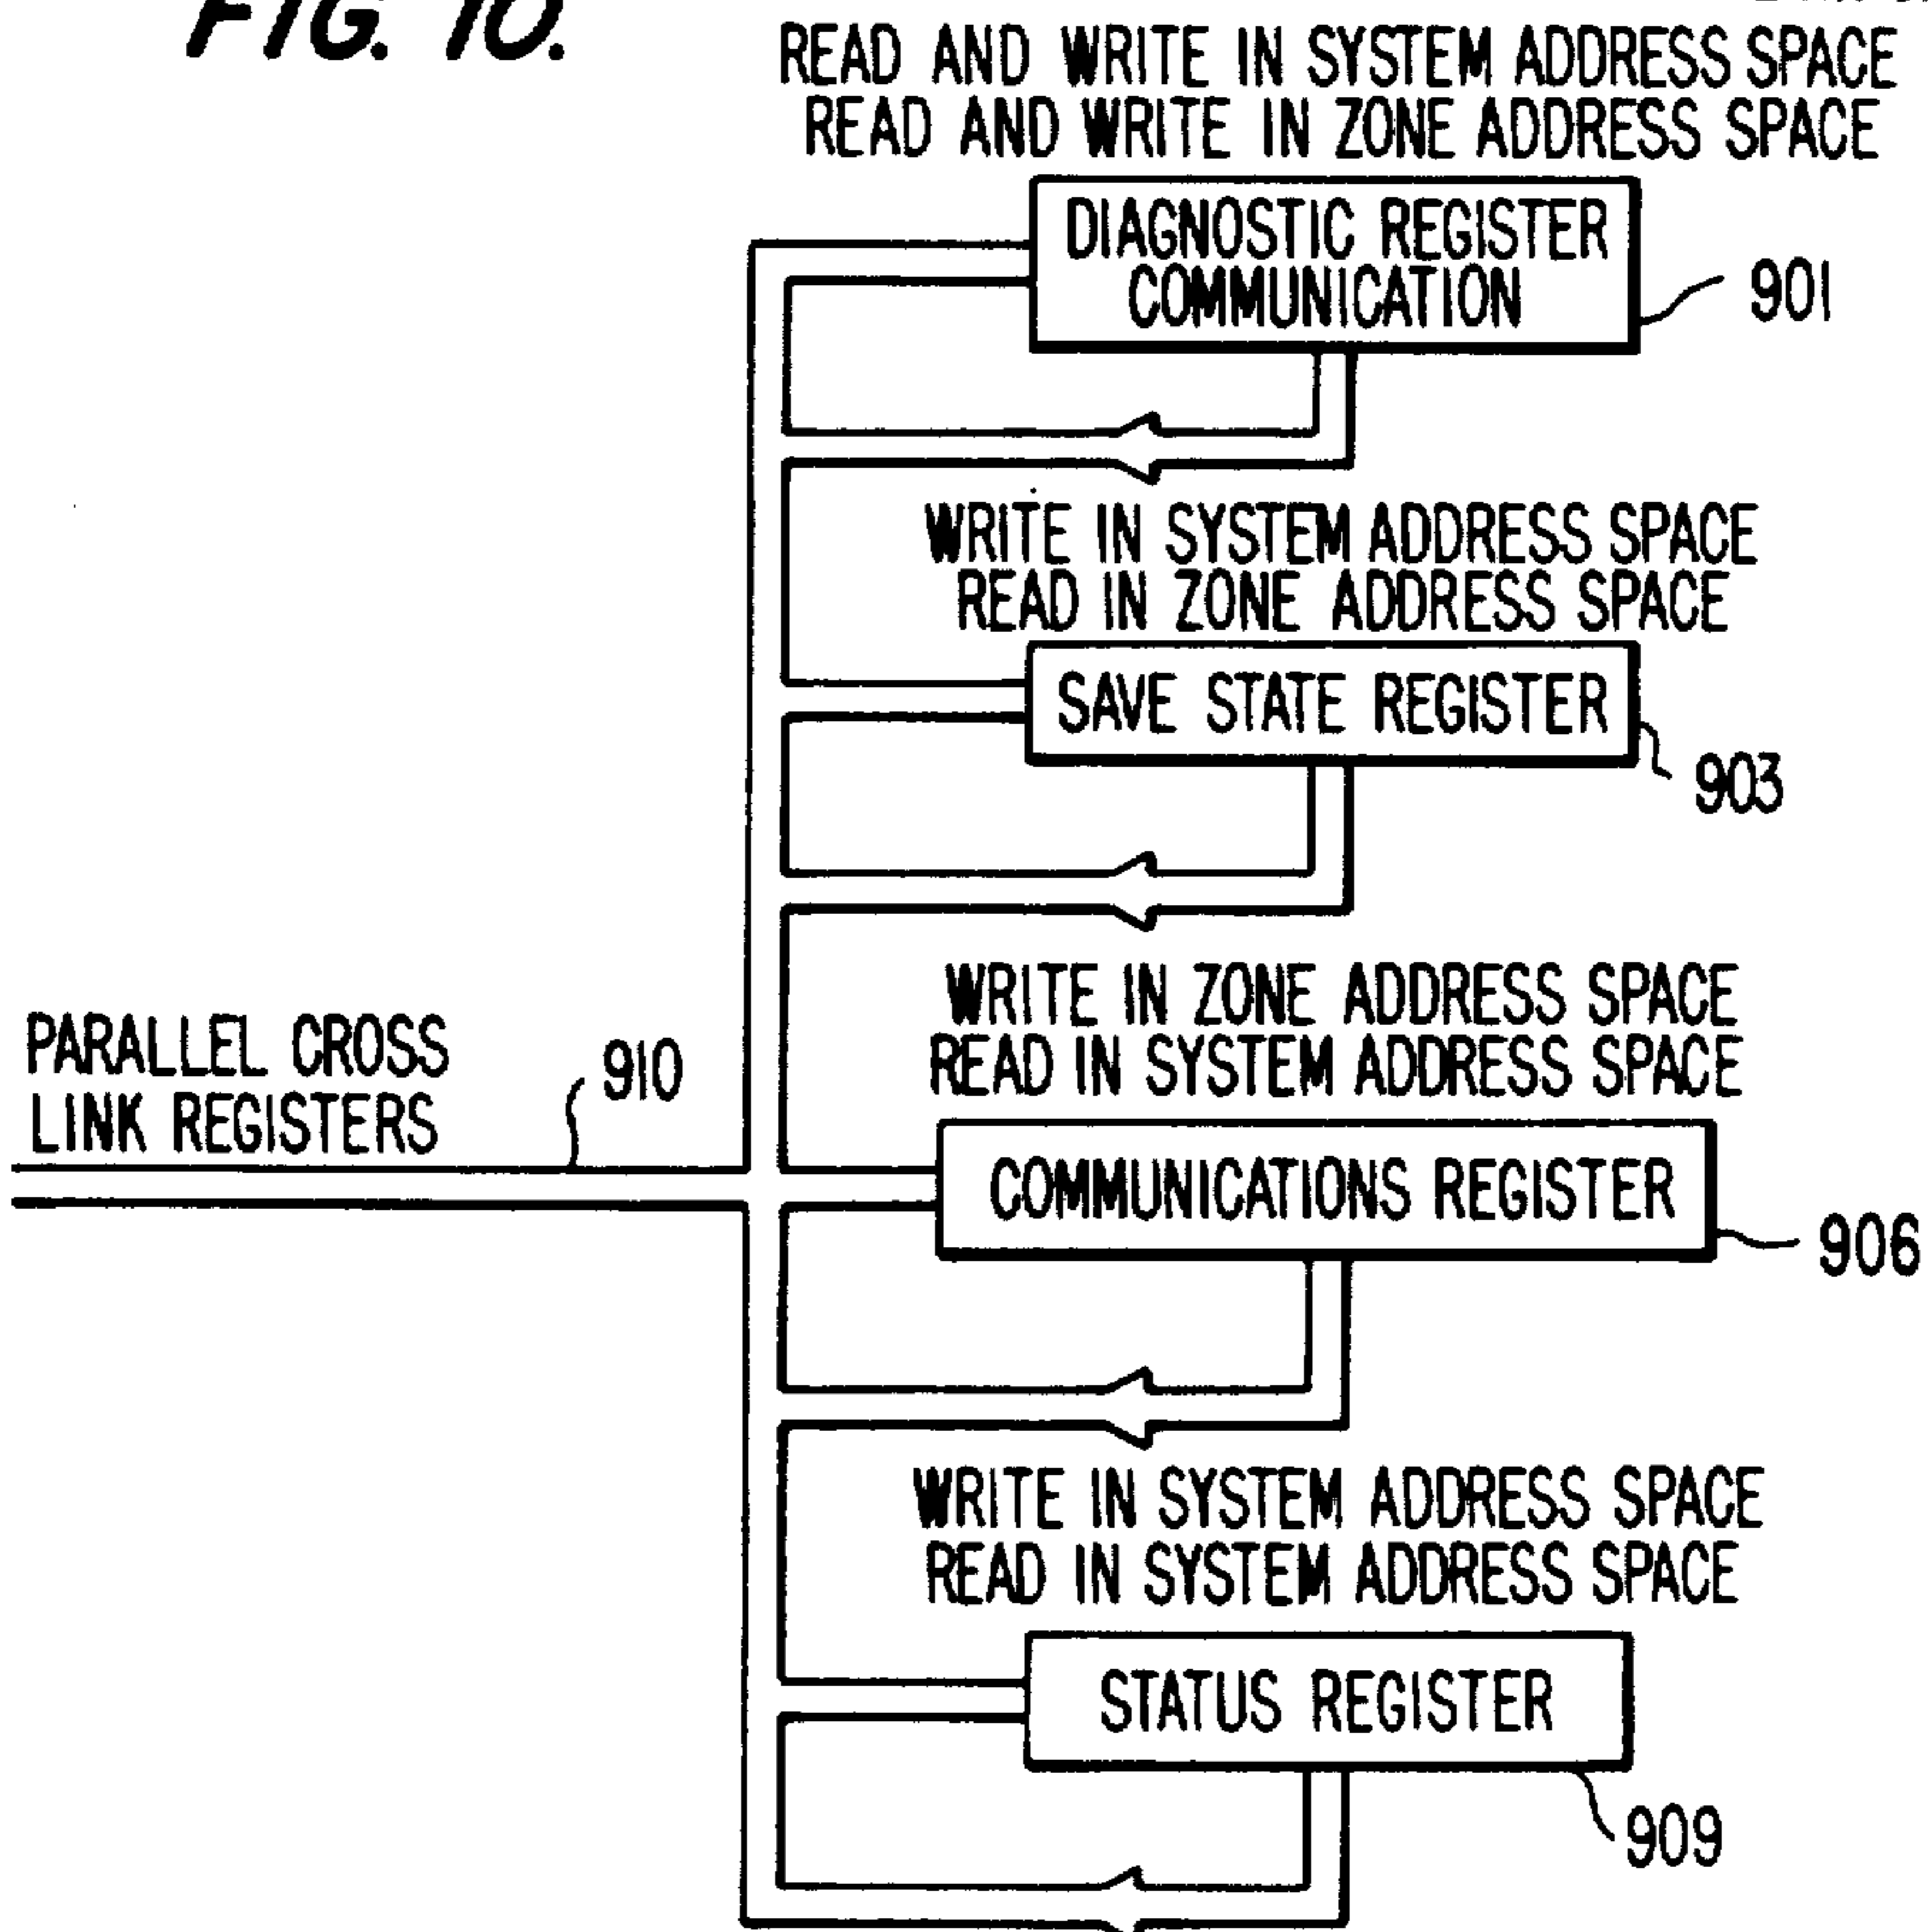 FIG. 10.
READ AND WRITE IN SYSTEM ADDRESS SPACE
READ AND WRITE IN ZONE ADDRESS SPACE
DIAGNOSTIC REGISTER
COMMUNICATION
901
WRITE IN SYSTEM ADDRESS SPACE
READ IN ZONE ADDRESS SPACE
SAVE STATE REGISTER
903
WRITE IN ZONE ADDRESS SPACE
READ IN SYSTEM ADDRESS SPACE
PARALLEL CROSS
LINK REGISTERS
910
COMMUNICATIONS REGISTER
906
WRITE IN SYSTEM ADDRESS SPACE
READ IN SYSTEM ADDRESS SPACE
STATUS REGISTER
909